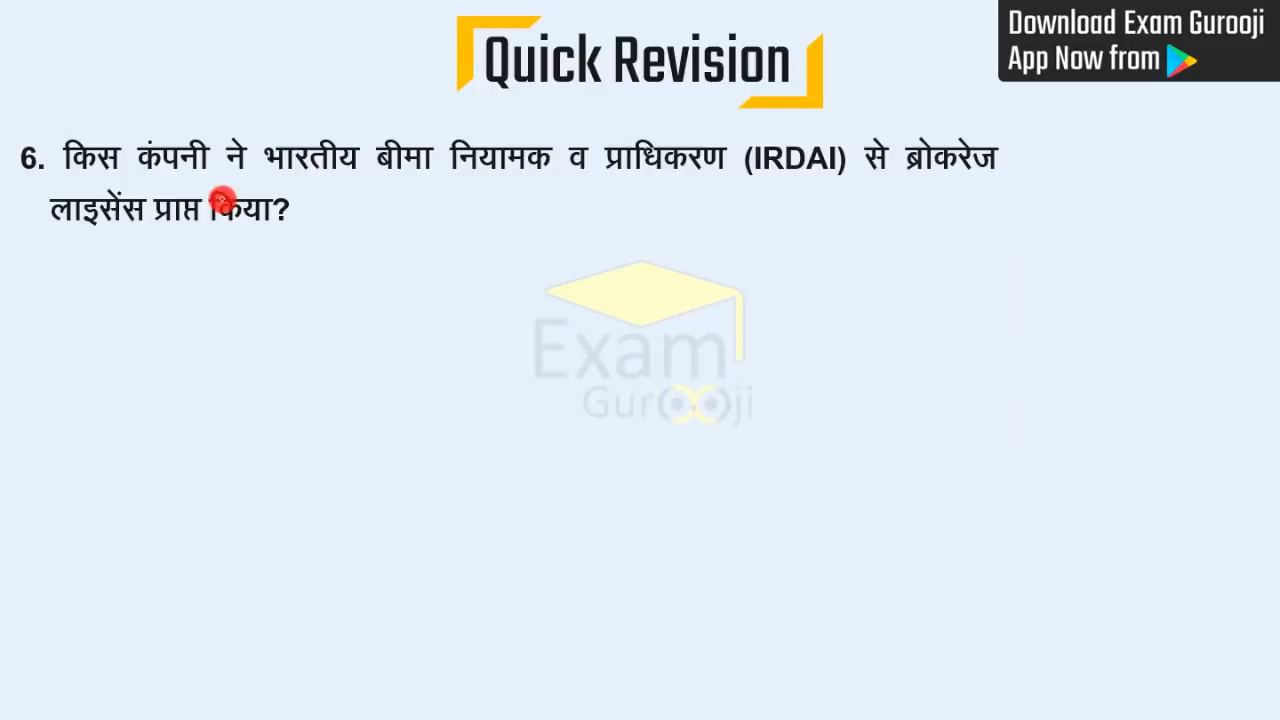 Quick Revision
Download Exam Gurooji
App Now from
6. किस कंपनी ने भारतीय बीमा नियामक व प्राधिकरण (IRDAI) से ब्रोकरेज
लाइसेंस प्राप्त किया?
Exam
Gurooji